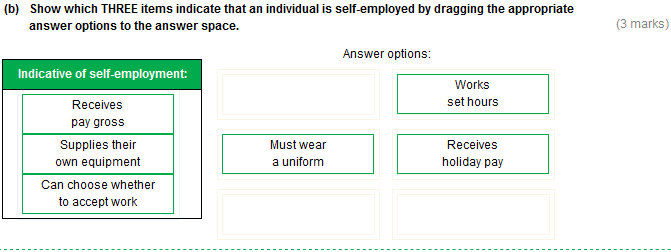 (b) Show which THREE items indicate that an individual is self-employed by dragging the appropriate
answer options to the answer space.
(3 marks)
Answer options:
Indicative of self-employment:
Receives
pay gross
Supplies their
own equipment
Can choose whether
to accept work
Works
set hours
Must wear
a uniform
Receives
holiday pay